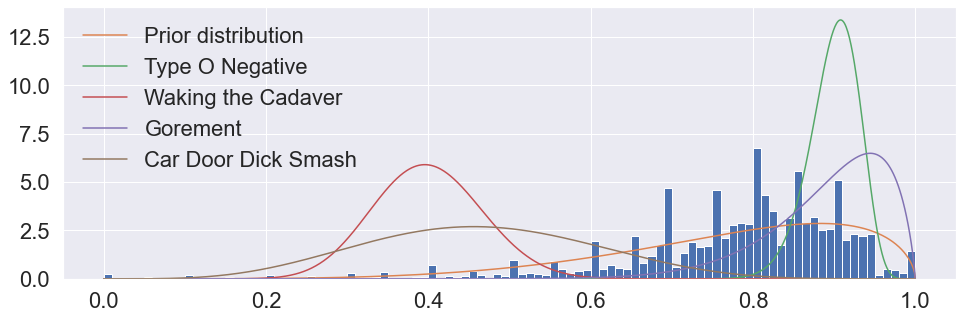 12.5
10.0
7.5
5.0
2.5
0.0
Prior distribution
Type O Negative
Waking the Cadaver
Gorement
Car Door Dick Smash
0.0 0.2 0.4 0.6 0.8 1.0